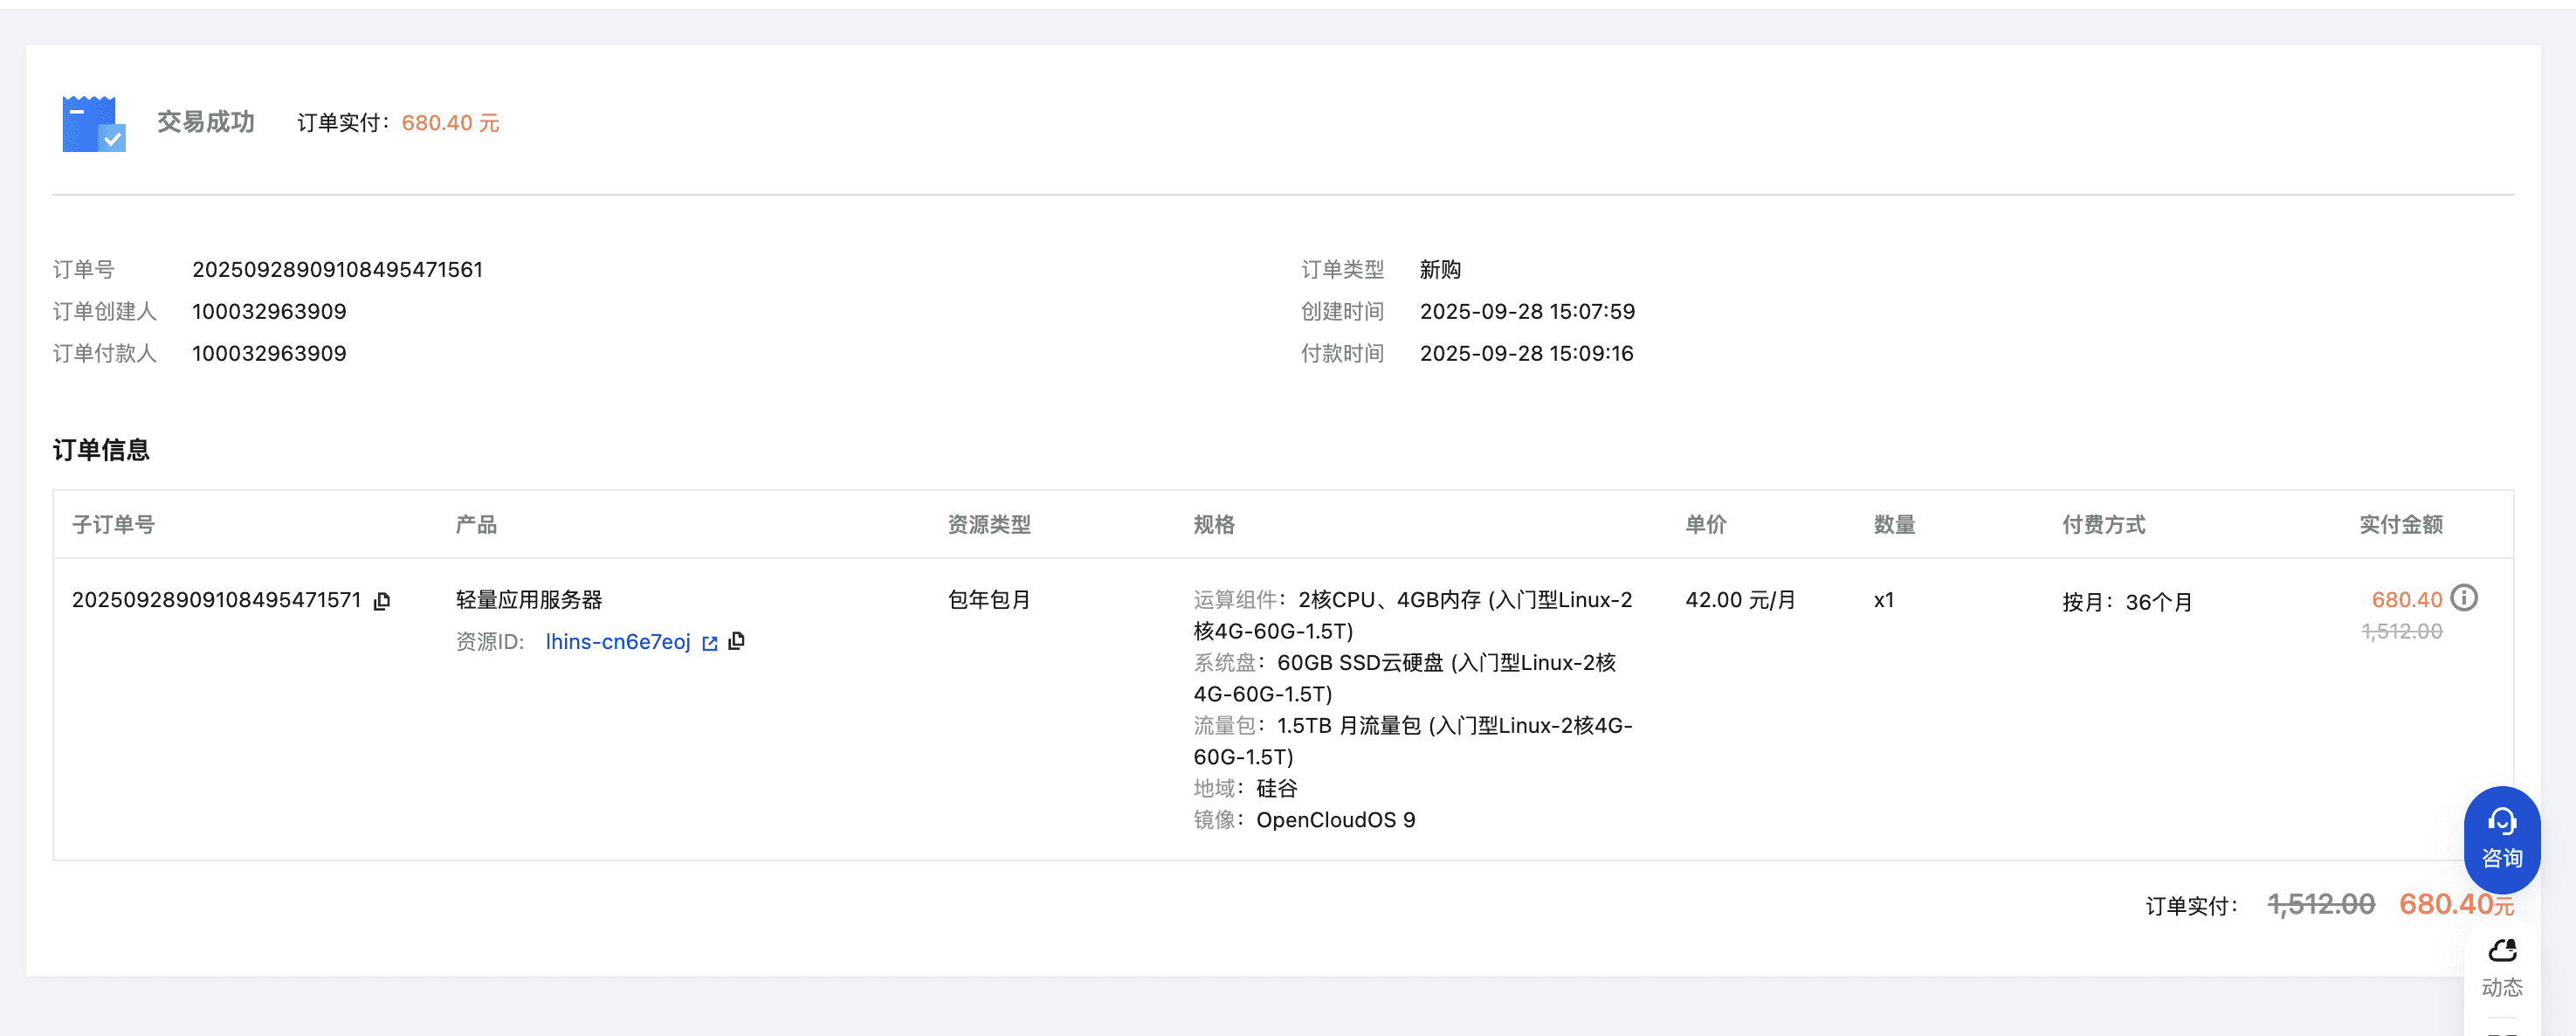 交易成功 订单实付：680.40 元
订单号 20250928909108495471561
订单类型 新购
订单创建人 100032963909
创建时间 2025-09-28 15:07:59
订单付款人 100032963909
付款时间 2025-09-28 15:09:16
订单信息
子订单号 产品 资源类型 规格 单价 数量 付费方式 实付金额
20250928909108495471571
轻量应用服务器
资源ID: lhins-cn6e7eoj
包年包月
运算组件：2核CPU、4GB内存 (入门型Linux-2
核4G-60G-1.5T)
系统盘：60GB SSD云硬盘 (入门型Linux-2核
4G-60G-1.5T)
流量包：1.5TB 月流量包 (入门型Linux-2核4G-
60G-1.5T)
地域：硅谷
镜像：OpenCloudOS 9
42.00 元/月
x1
按月：36个月
680.40
1,512.00
咨询
订单实付： 1,512.00 680.40元
动态